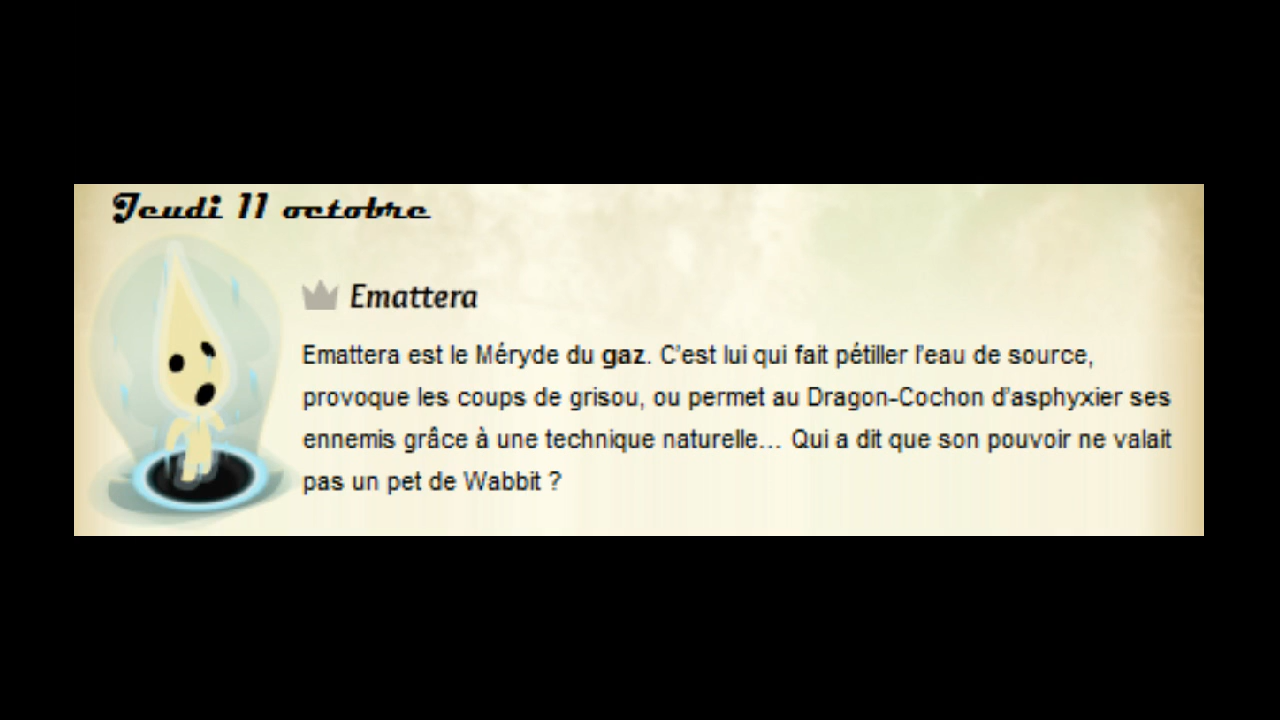 Jeudi 11 octobre
Emattera
Emattera est le Méryde du gaz. C'est lui qui fait pétiller l'eau de source,
provoque les coups de grisou, ou permet au Dragon-Cochon d'asphyxier ses
ennemis grâce à une technique naturelle... Qui a dit que son pouvoir ne valait
pas un pet de Wabbit ?